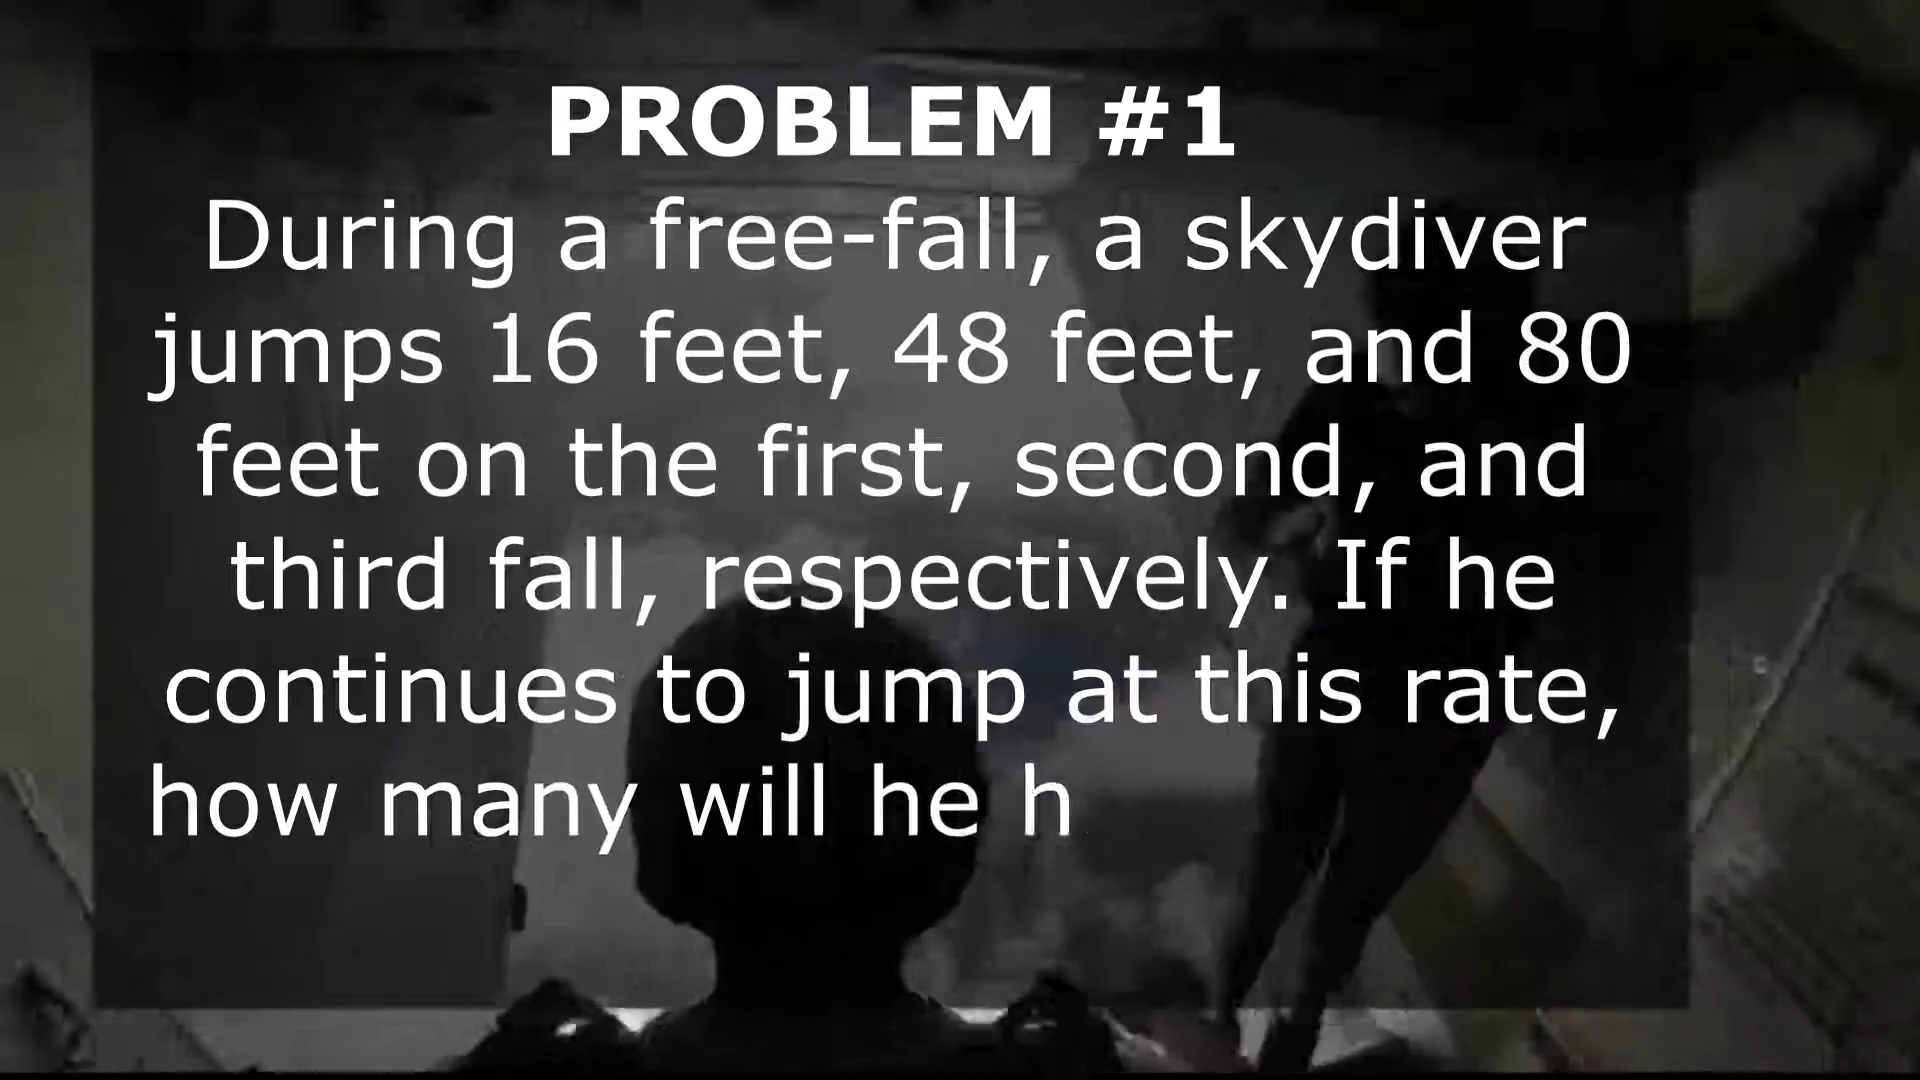 PROBLEM #1
During a free-fall, a skydiver
jumps 16 feet, 48 feet, and 80
feet on the first, second, and
third fall, respectively. If he
continues to jump at this rate,
how many will he h